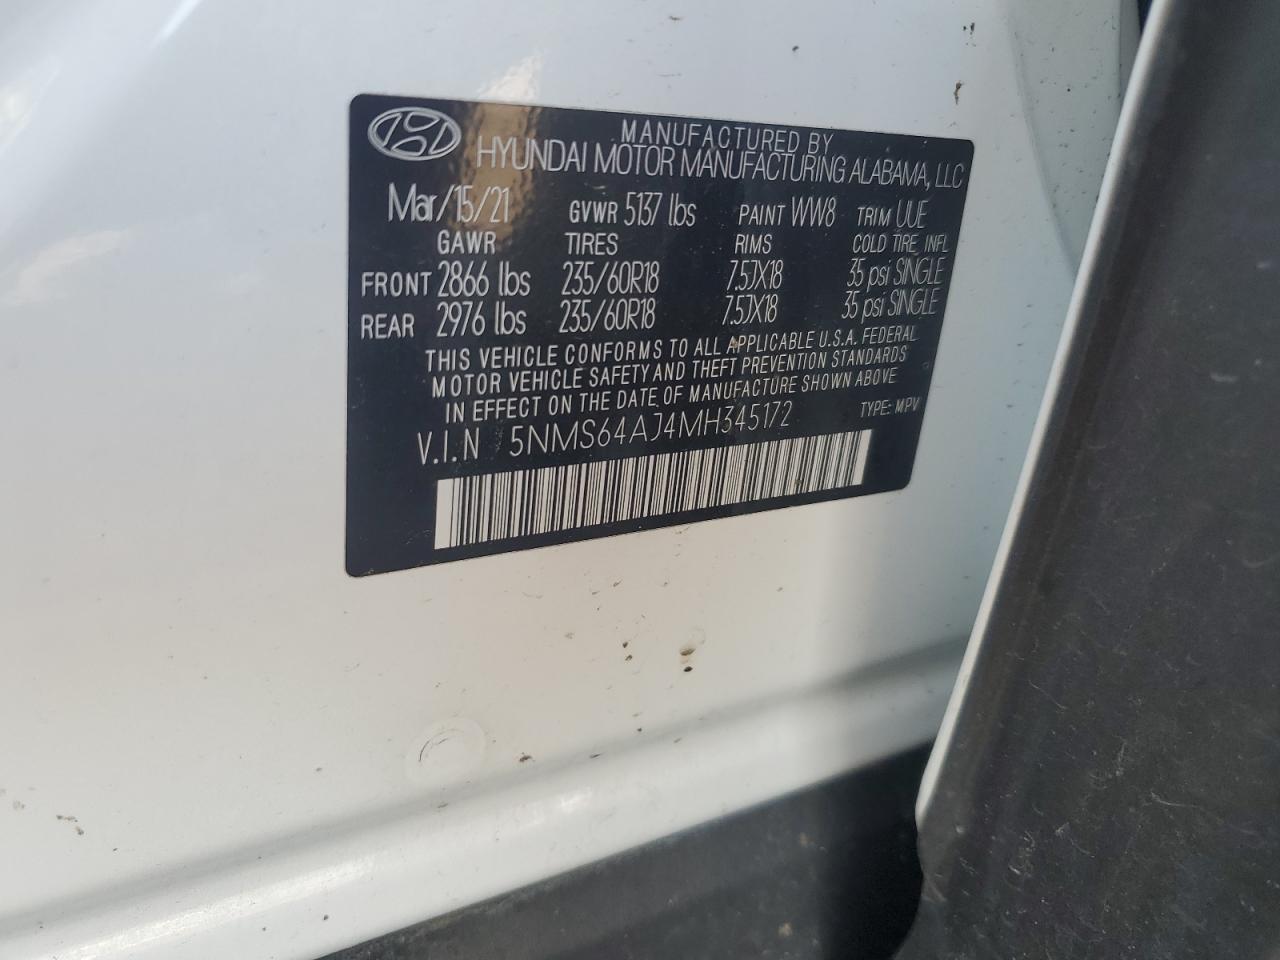 MANUFACTURED BY
HYUNDAI MOTOR MANUFACTURING ALABAMA, LLC
Mar/15/21 GVWR 5137 lbs PAINT WW8 TRIM UUE
GAWR TIRES RIMS COLD TIRE INFL
FRONT 2866 lbs 235/60R18 7.5JX18 35 psi SINGLE
REAR 2976 lbs 235/60R18 7.5JX18 35 psi SINGLE
THIS VEHICLE CONFORMS TO ALL APPLICABLE U.S.A. FEDERAL
MOTOR VEHICLE SAFETY AND THEFT PREVENTION STANDARDS
IN EFFECT ON THE DATE OF MANUFACTURE SHOWN ABOVE
V.I.N 5NMS64AJ4MH345172 TYPE: MPV